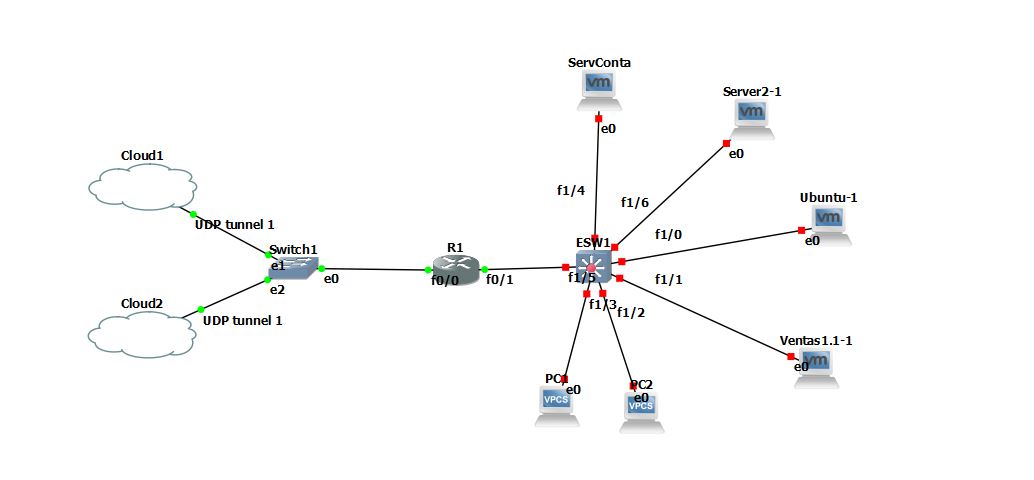 ServConta
vm
e0
Server2-1
vm
e0
Cloud1
UDP tunnel 1
f1/4
f1/6
Ubuntu-1
vm
e0
f1/0
Switch1
e1
e0
e2
R1
f0/0
f0/1
ESW1
f1/5
f1/1
f1/3
f1/2
Cloud2
UDP tunnel 1
Ventas1.1-1
vm
e0
PC1
e0
VPCS
PC2
e0
VPCS